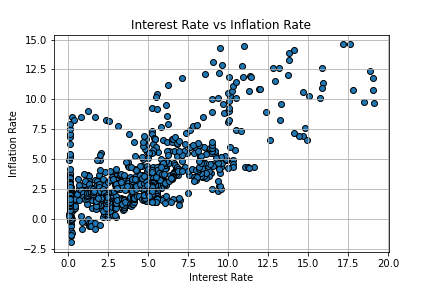 Interest Rate vs Inflation Rate
15.0
12.5
10.0
7.5
5.0
2.5
0.0
−2.5
Inflation Rate
0.0 2.5 5.0 7.5 10.0 12.5 15.0 17.5 20.0
Interest Rate